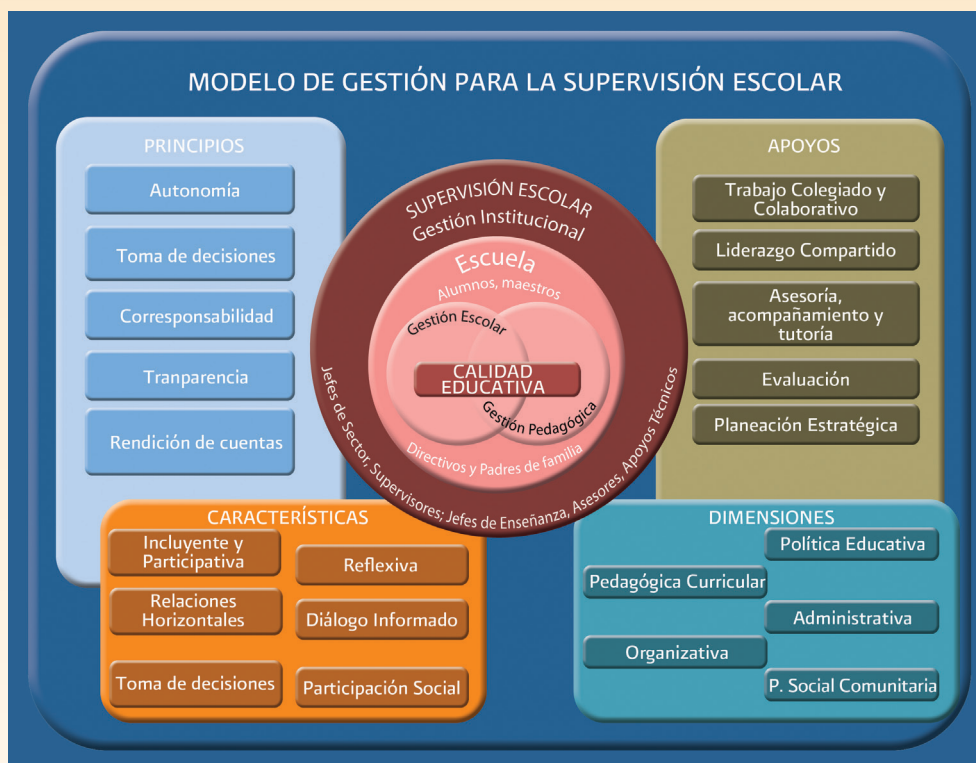 MODELO DE GESTIÓN PARA LA SUPERVISIÓN ESCOLAR
PRINCIPIOS
Autonomía
Toma de decisiones
Corresponsabilidad
Tranparencia
Rendición de cuentas
SUPERVISIÓN ESCOLAR
Gestión Institucional
Escuela
Alumnos, maestros
Gestión Escolar
CALIDAD
EDUCATIVA
Gestión Pedagógica
Directivos y Padres de familia
Jefes de Sector, Supervisores; Jefes de Enseñanza, Asesores, Apoyos Técnicos
APOYOS
Trabajo Colegiado y
Colaborativo
Liderazgo Compartido
Asesoría,
acompañamiento y
tutoría
Evaluación
Planeación Estratégica
CARACTERÍSTICAS
Incluyente y
Participativa
Reflexiva
Relaciones
Horizontales
Diálogo Informado
Toma de decisiones
Participación Social
DIMENSIONES
Política Educativa
Pedagógica Curricular
Administrativa
Organizativa
P. Social Comunitaria